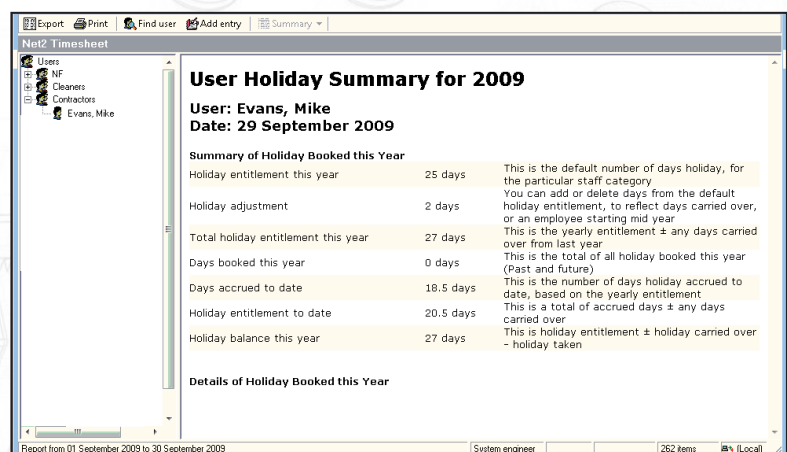 Export Print Find user Add entry Summary
Net2 Timesheet
Users
NF
Cleaners
Contractors
Evans, Mike
User Holiday Summary for 2009
User: Evans, Mike
Date: 29 September 2009
Summary of Holiday Booked this Year
Holiday entitlement this year 25 days This is the default number of days holiday, for
the particular staff category
Holiday adjustment 2 days You can add or delete days from the default
holiday entitlement, to reflect days carried over,
or an employee starting mid year
Total holiday entitlement this year 27 days This is the yearly entitlement ± any days carried
over from last year
Days booked this year 0 days This is the total of all holiday booked this year
(Past and future)
Days accrued to date 18.5 days This is the number of days holiday accrued to
date, based on the yearly entitlement
Holiday entitlement to date 20.5 days This is a total of accrued days ± any days
carried over
Holiday balance this year 27 days This is holiday entitlement ± holiday carried over
- holiday taken
Details of Holiday Booked this Year
Report from 01 September 2009 to 30 September 2009 System engineer 262 items (Local)